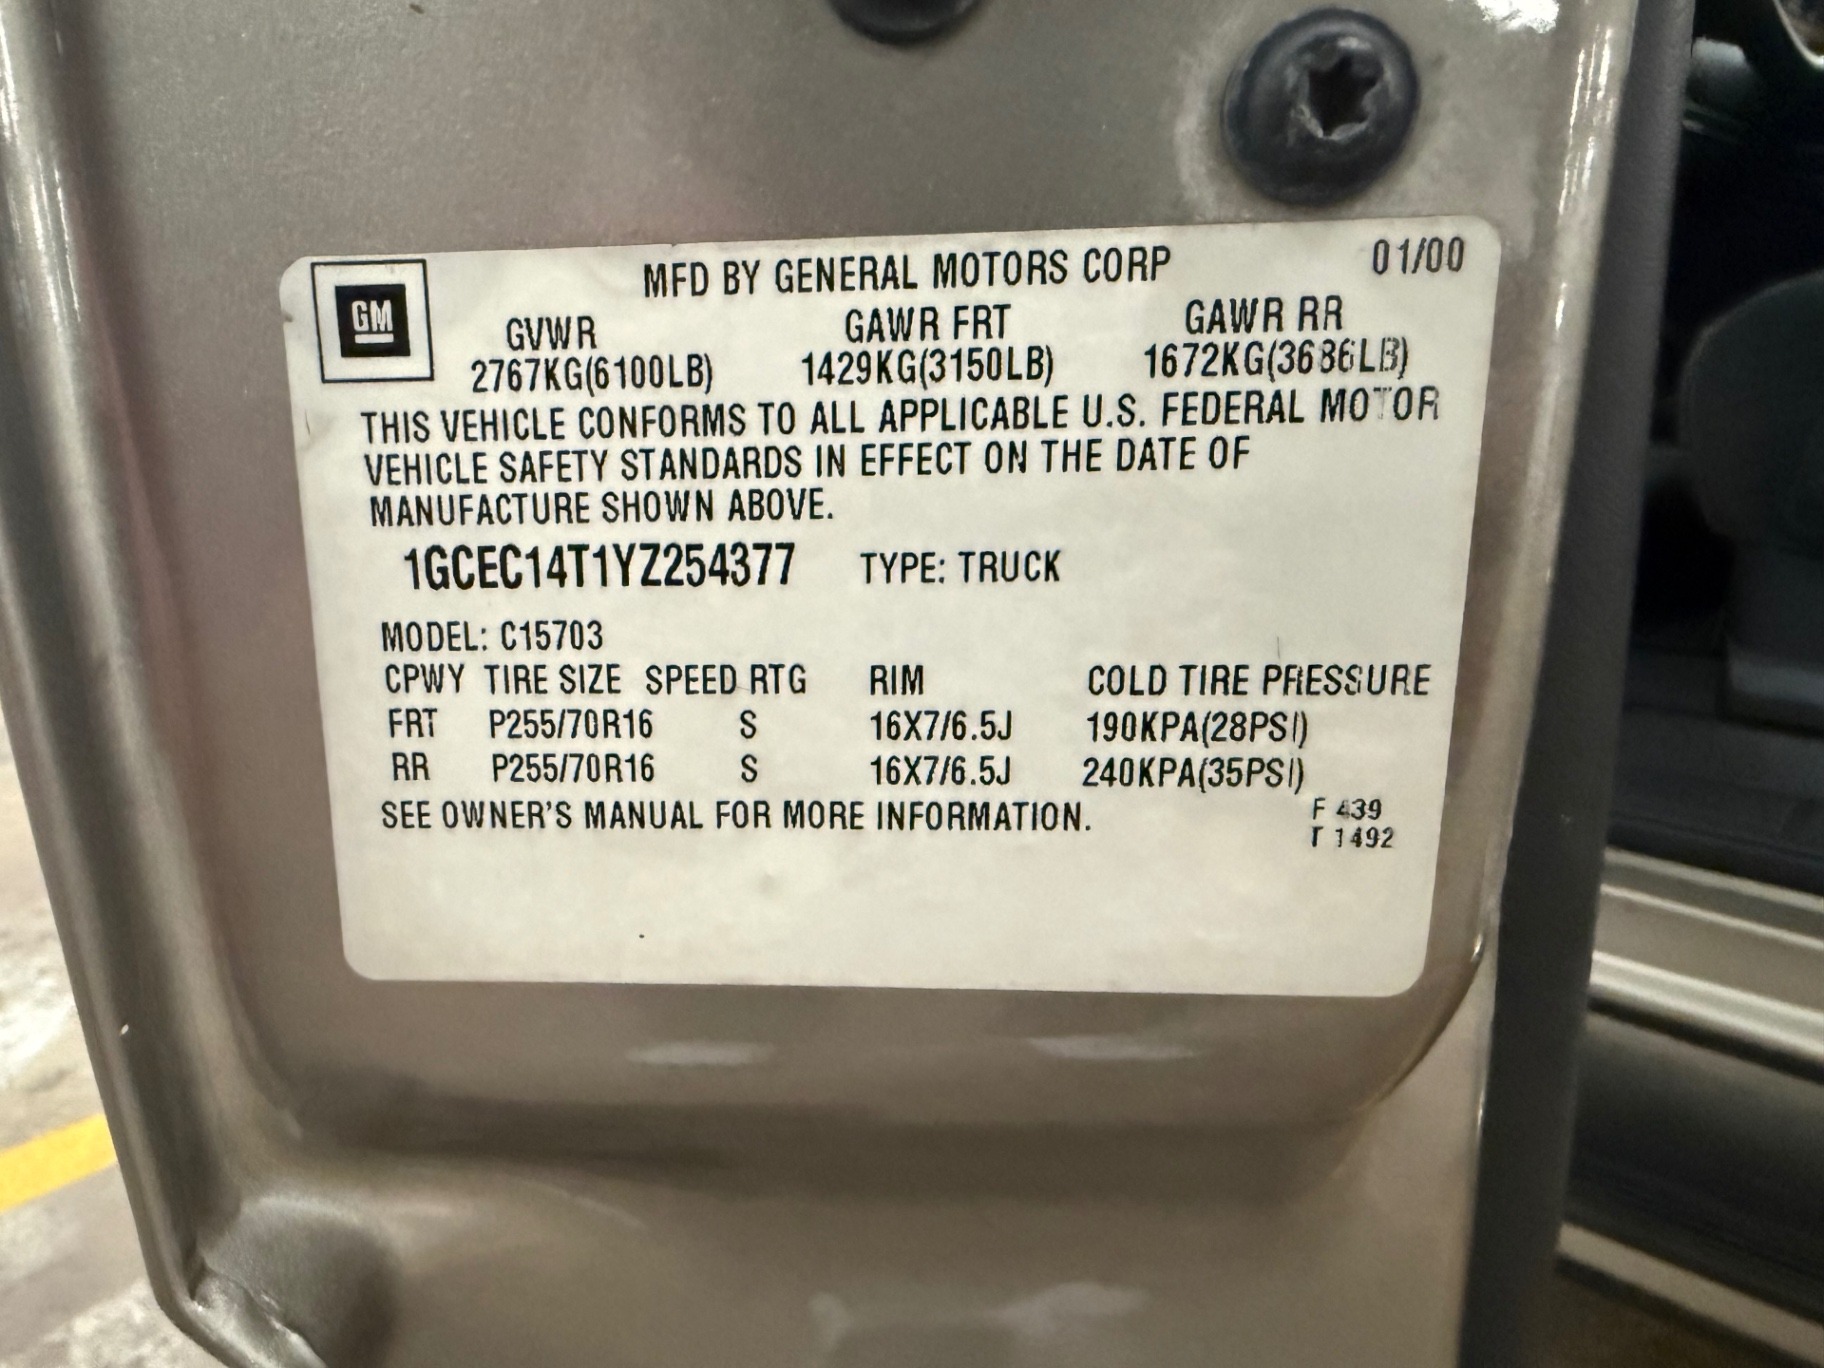 MFD BY GENERAL MOTORS CORP 01/00
GM
GVWR GAWR FRT GAWR RR
2767KG(6100LB) 1429KG(3150LB) 1672KG(3686LB)
THIS VEHICLE CONFORMS TO ALL APPLICABLE U.S. FEDERAL MOTOR
VEHICLE SAFETY STANDARDS IN EFFECT ON THE DATE OF
MANUFACTURE SHOWN ABOVE.
1GCEC14T1YZ254377 TYPE: TRUCK
MODEL: C15703
CPWY TIRE SIZE SPEED RTG RIM COLD TIRE PRESSURE
FRT P255/70R16 S 16X7/6.5J 190KPA(28PSI)
RR P255/70R16 S 16X7/6.5J 240KPA(35PSI)
SEE OWNER'S MANUAL FOR MORE INFORMATION. F 439
T 1492